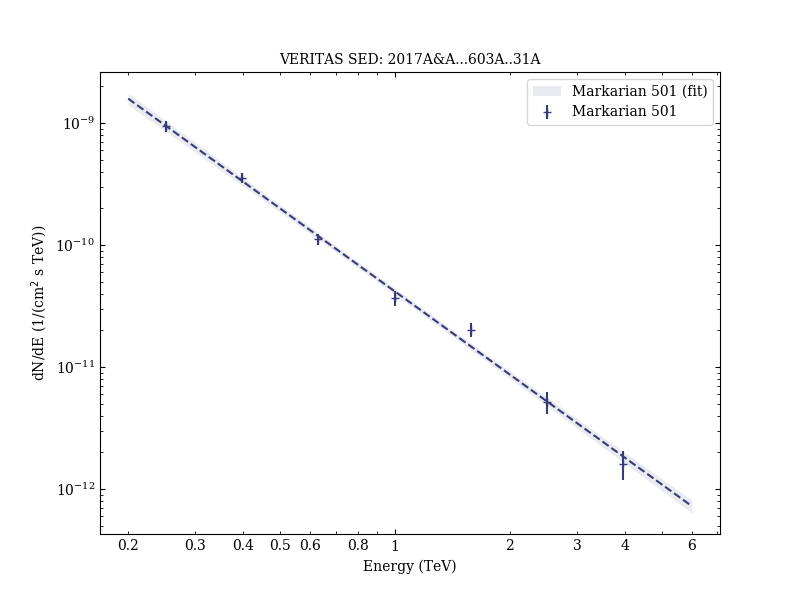 VERITAS SED: 2017A&A...603A..31A
Markarian 501 (fit)
Markarian 501
dN/dE (1/(cm² s TeV))
10⁻⁹
10⁻¹⁰
10⁻¹¹
10⁻¹²
0.2 0.3 0.4 0.5 0.6 0.8 1 2 3 4 6
Energy (TeV)